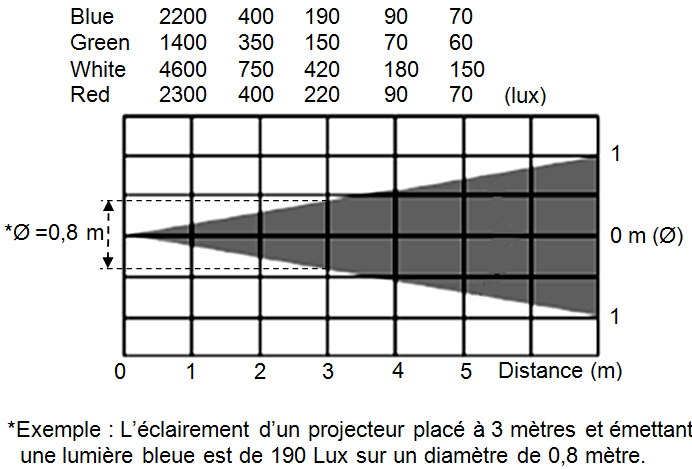 Blue 2200 400 190 90 70
Green 1400 350 150 70 60
White 4600 750 420 180 150
Red 2300 400 220 90 70 (lux)
1
*Ø =0,8 m
0 m (Ø)
1
0 1 2 3 4 5 Distance (m)
*Exemple : L’éclairement d’un projecteur placé à 3 mètres et émettant
une lumière bleue est de 190 Lux sur un diamètre de 0,8 mètre.